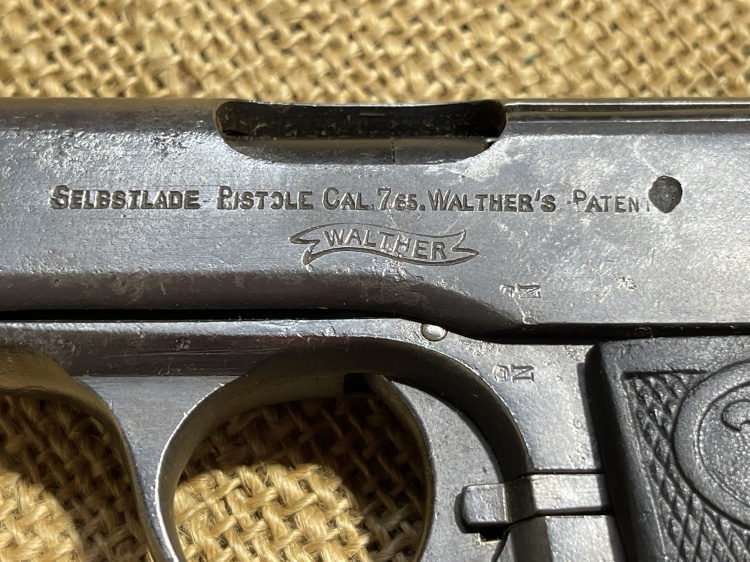 SELBSTLADE PISTOLE CAL. 7,65. WALTHER'S PATENT
WALTHER
N
N